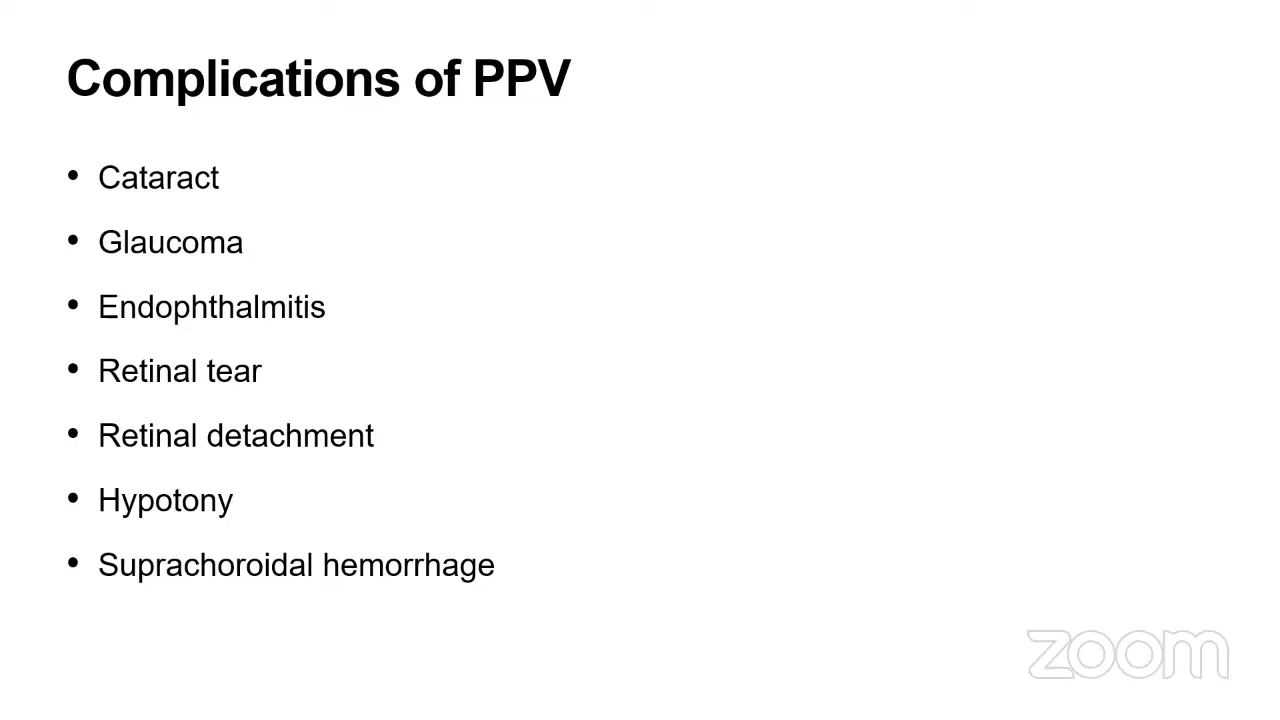 Complications of PPV
• Cataract
• Glaucoma
• Endophthalmitis
• Retinal tear
• Retinal detachment
• Hypotony
• Suprachoroidal hemorrhage
zoom